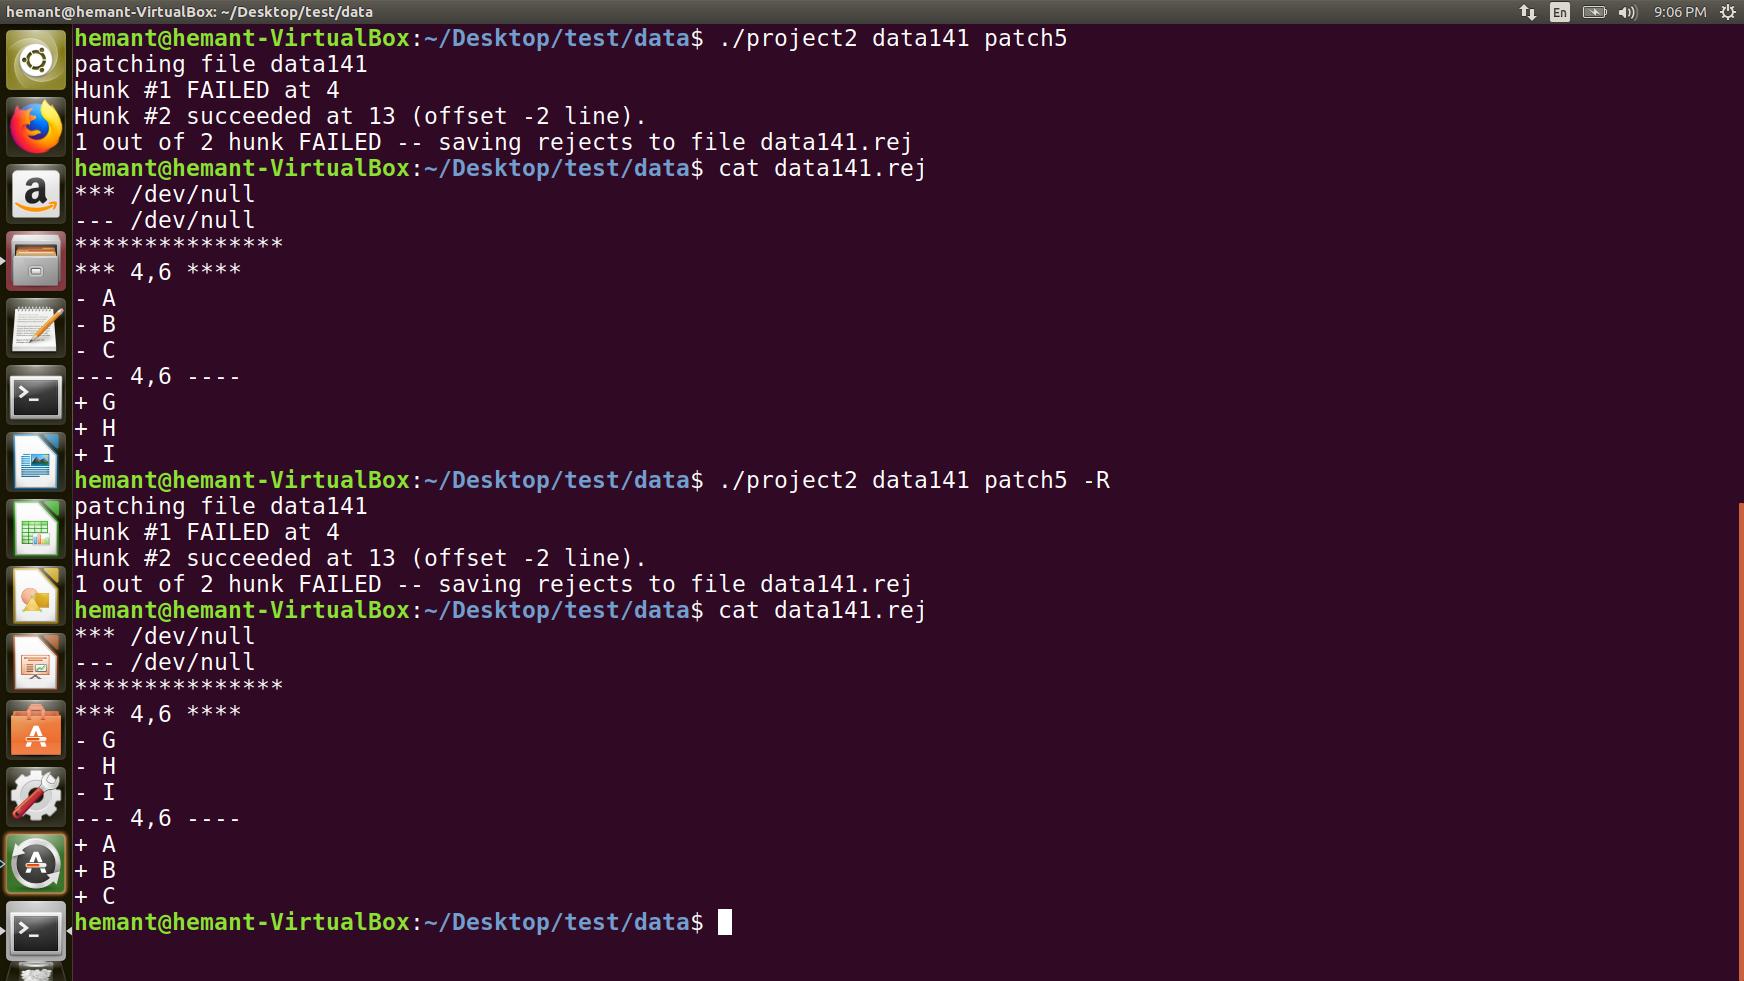 hemant@hemant-VirtualBox: ~/Desktop/test/data En 9:06 PM
hemant@hemant-VirtualBox:~/Desktop/test/data$ ./project2 data141 patch5
patching file data141
Hunk #1 FAILED at 4
Hunk #2 succeeded at 13 (offset -2 line).
1 out of 2 hunk FAILED -- saving rejects to file data141.rej
hemant@hemant-VirtualBox:~/Desktop/test/data$ cat data141.rej
*** /dev/null
--- /dev/null
***************
*** 4,6 ****
- A
- B
- C
--- 4,6 ----
+ G
+ H
+ I
hemant@hemant-VirtualBox:~/Desktop/test/data$ ./project2 data141 patch5 -R
patching file data141
Hunk #1 FAILED at 4
Hunk #2 succeeded at 13 (offset -2 line).
1 out of 2 hunk FAILED -- saving rejects to file data141.rej
hemant@hemant-VirtualBox:~/Desktop/test/data$ cat data141.rej
*** /dev/null
--- /dev/null
***************
*** 4,6 ****
- G
- H
- I
--- 4,6 ----
+ A
+ B
+ C
hemant@hemant-VirtualBox:~/Desktop/test/data$